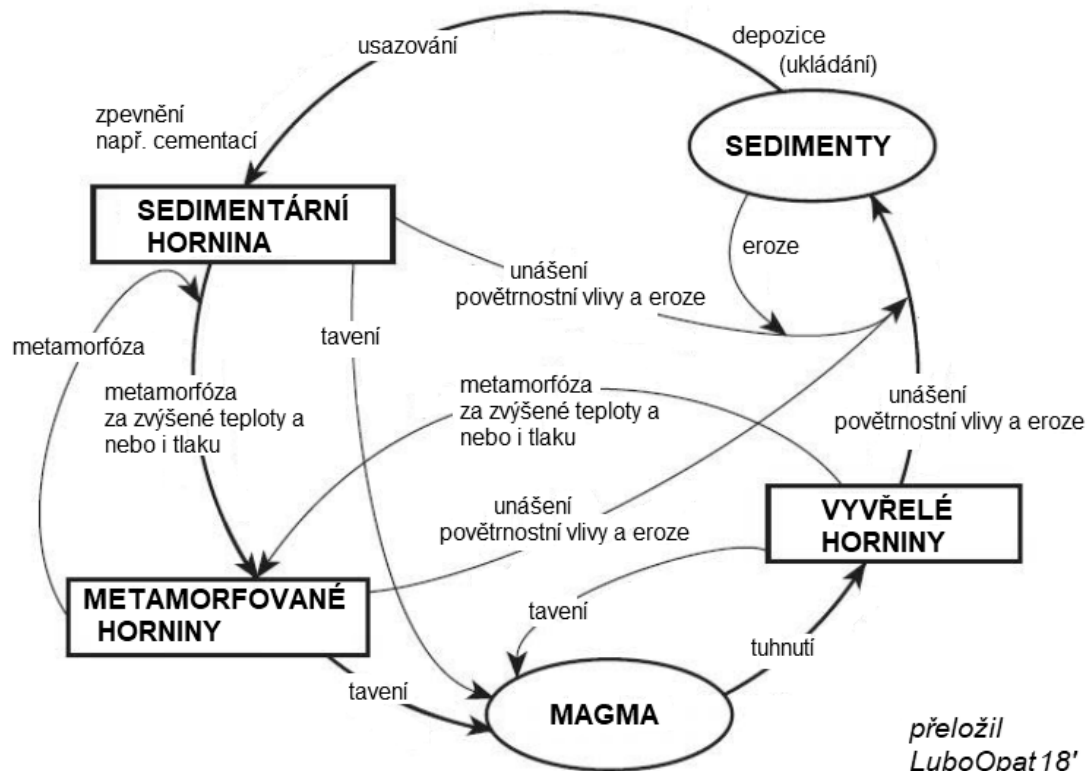 depozice
(ukládání)
usazování
zpevnění
např. cementací
SEDIMENTY
SEDIMENTÁRNÍ
HORNINA
eroze
unášení
povětrnostní vlivy a eroze
tavení
metamorfóza
metamorfóza
za zvýšené teploty a
nebo i tlaku
metamorfóza
za zvýšené teploty a
nebo i tlaku
unášení
povětrnostní vlivy a eroze
unášení
povětrnostní vlivy a eroze
VYVŘELÉ
HORNINY
METAMORFOVANÉ
HORNINY
tavení
tuhnutí
tavení
MAGMA
přeložil
LuboOpat18'